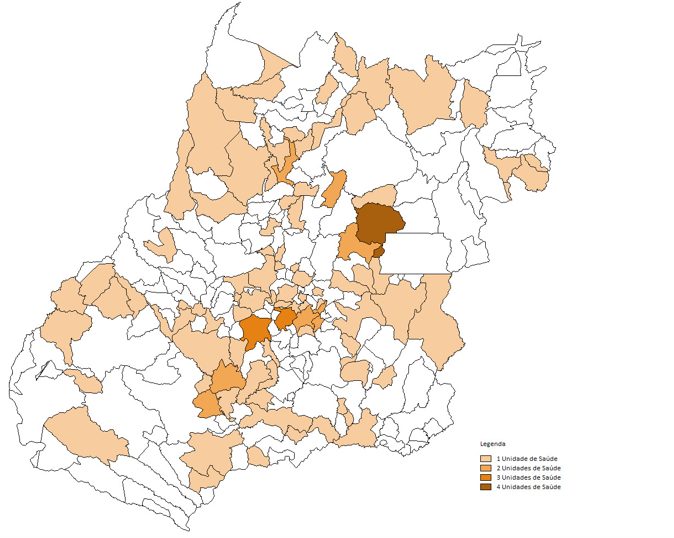 Legenda
1 Unidade de Saúde
2 Unidades de Saúde
3 Unidades de Saúde
4 Unidades de Saúde